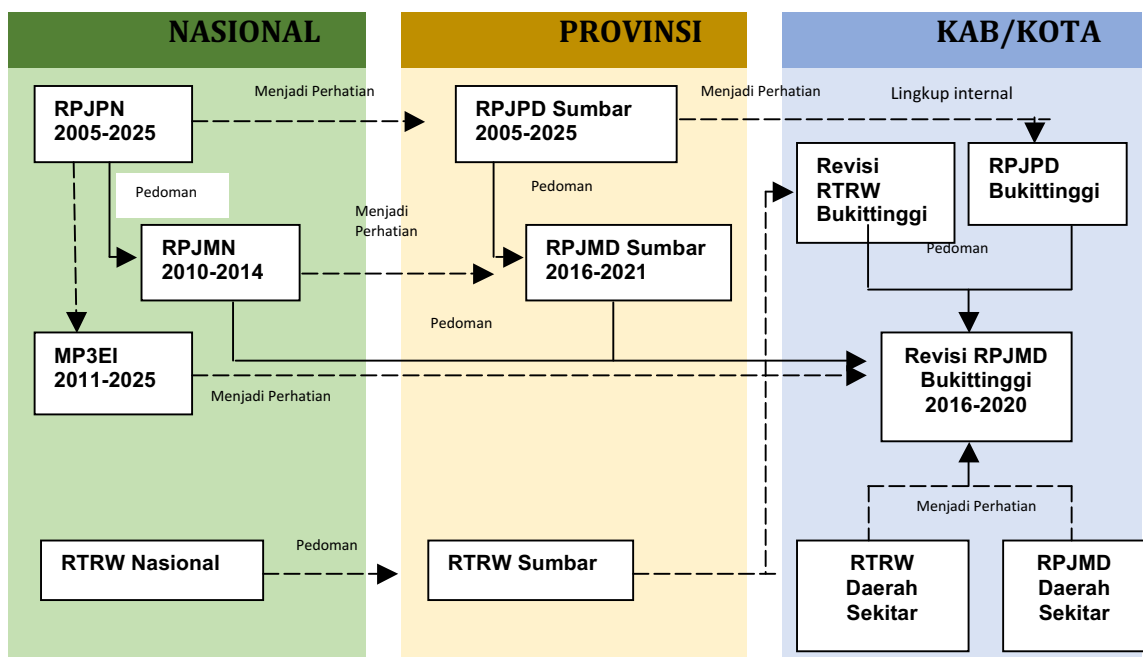 NASIONAL
PROVINSI
KAB/KOTA
RPJPN
2005-2025
Menjadi Perhatian
RPJPD Sumbar
2005-2025
Menjadi Perhatian
Lingkup internal
Revisi
RTRW
Bukittinggi
RPJPD
Bukittinggi
Pedoman
Pedoman
Menjadi
Perhatian
RPJMN
2010-2014
RPJMD Sumbar
2016-2021
Pedoman
Pedoman
MP3EI
2011-2025
Menjadi Perhatian
Revisi RPJMD
Bukittinggi
2016-2020
Menjadi Perhatian
RTRW Nasional
Pedoman
RTRW Sumbar
RTRW
Daerah
Sekitar
RPJMD
Daerah
Sekitar